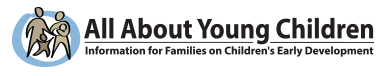 All About Young Children
Information for Families on Children's Early Development